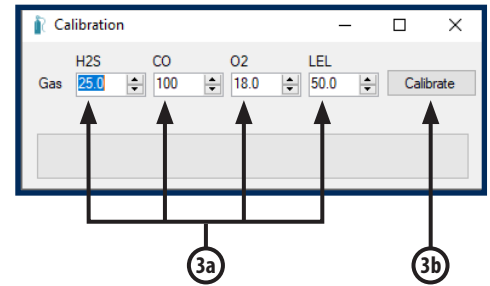 Calibration
H2S CO O2 LEL
Gas 25.0 100 18.0 50.0 Calibrate
3a 3b